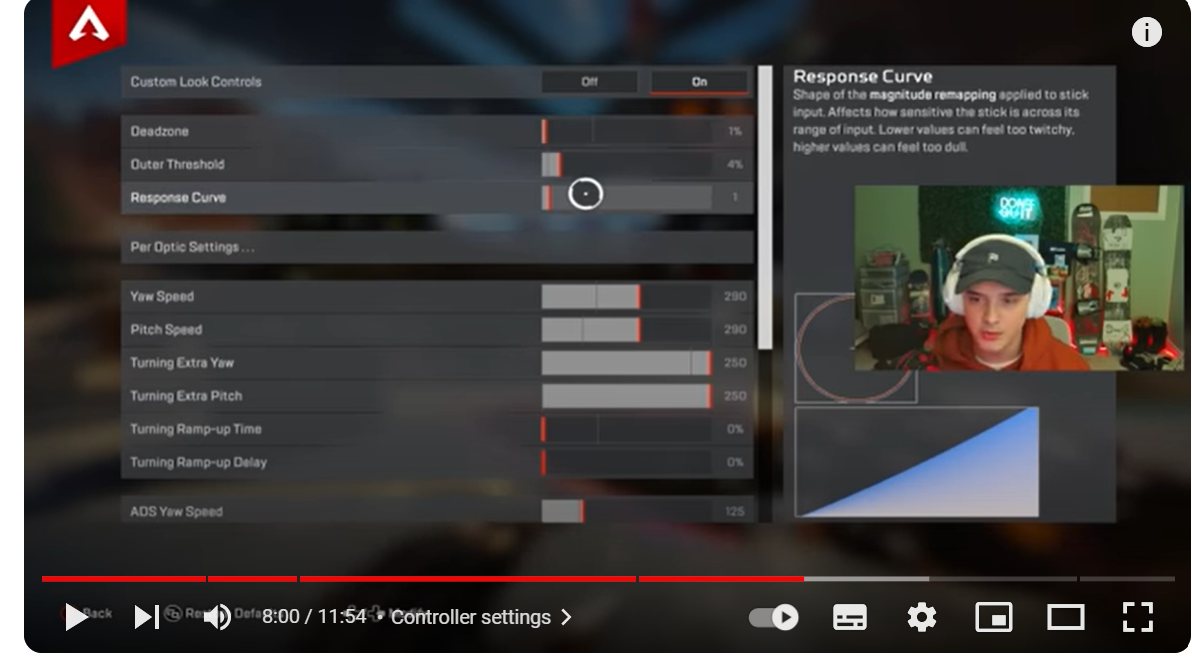 Custom Look Controls Off On
Deadzone 1%
Outer Threshold 4%
Response Curve 1
Per Optic Settings...
Yaw Speed 290
Pitch Speed 290
Turning Extra Yaw 250
Turning Extra Pitch 250
Turning Ramp-up Time 0%
Turning Ramp-up Delay 0%
ADS Yaw Speed 125
Response Curve
Shape of the magnitude remapping applied to stick
input. Affects how sensitive the stick is across its
range of input. Lower values can feel too twitchy,
higher values can feel too dull.
DON'T
QUIT
Back
8:00 / 11:54 • Controller settings